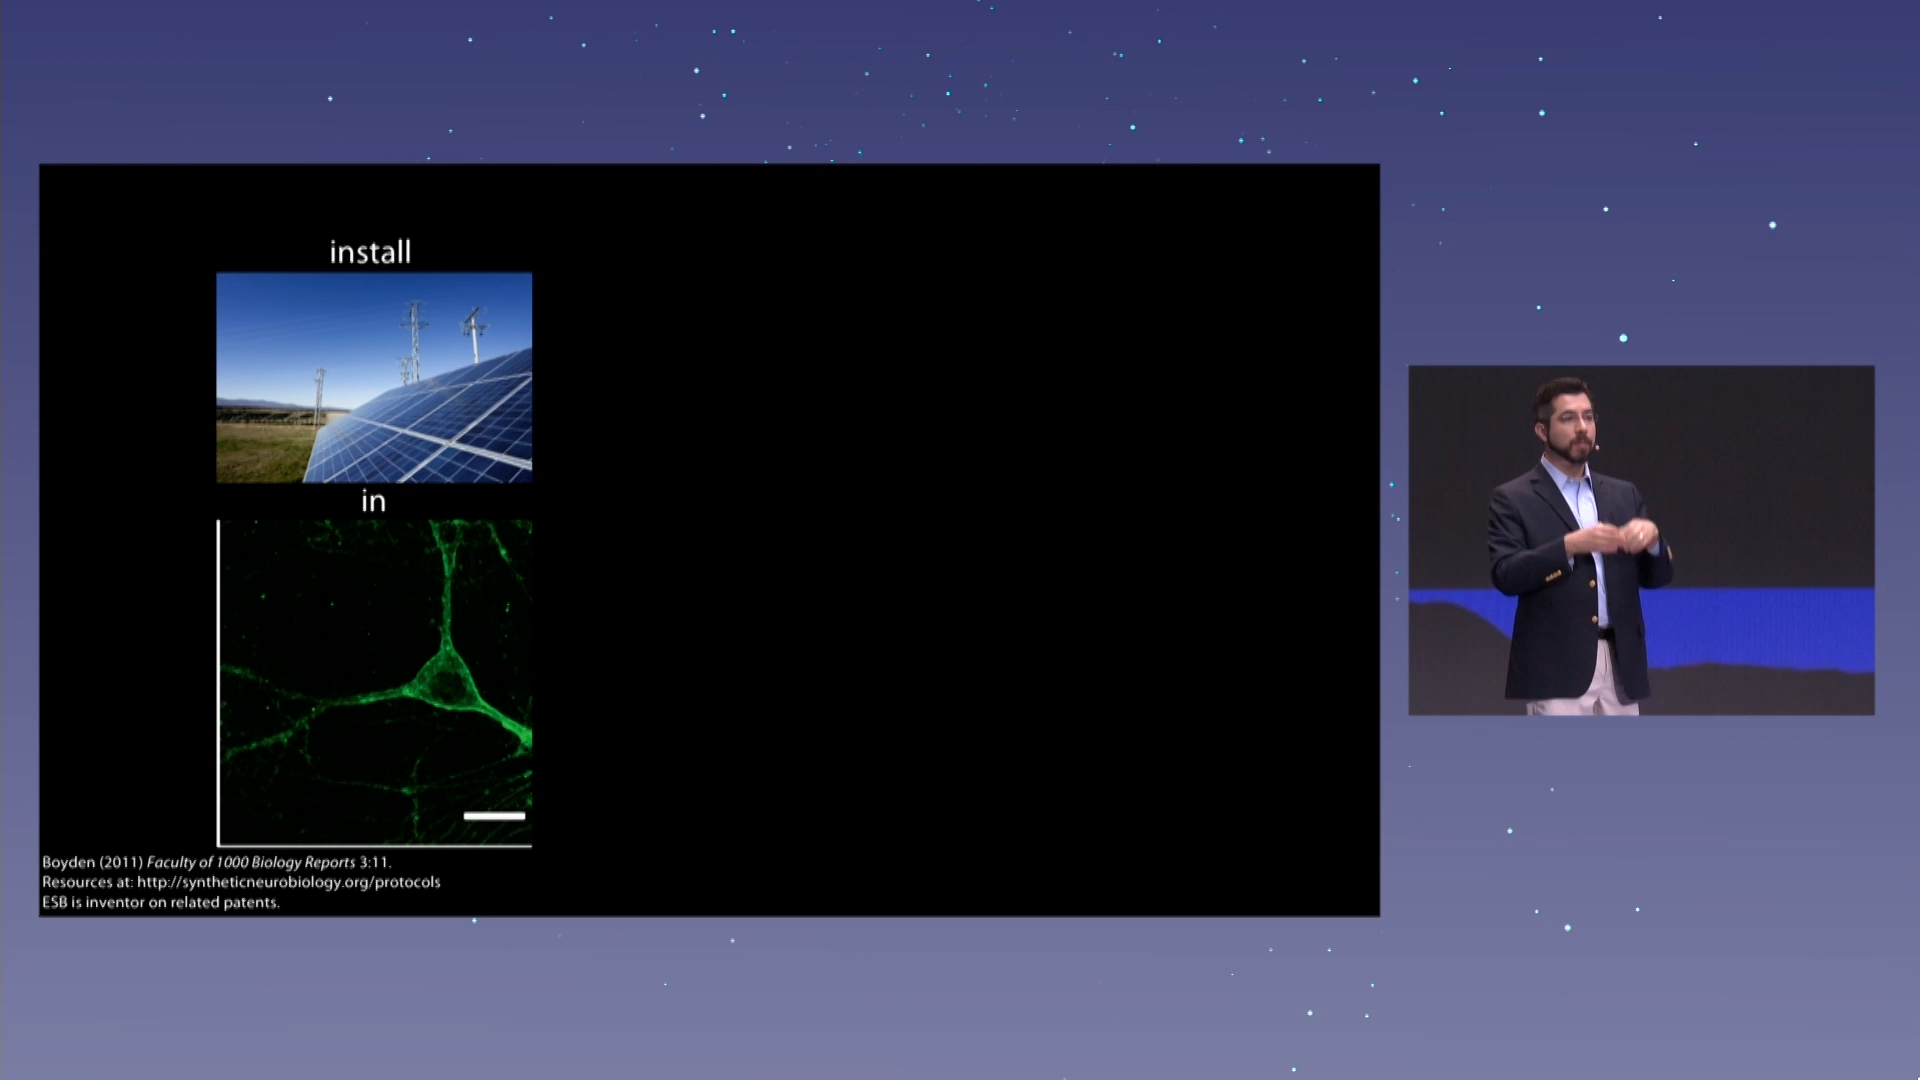 install
in
Boyden (2011) Faculty of 1000 Biology Reports 3:11.
Resources at: http://syntheticneurobiology.org/protocols
ESB is inventor on related patents.